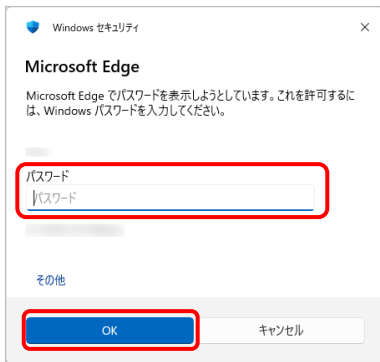 Windows セキュリティ
Microsoft Edge
Microsoft Edge でパスワードを表示しようとしています。これを許可するに
は、Windows パスワードを入力してください。
パスワード
パスワード
その他
OK
キャンセル